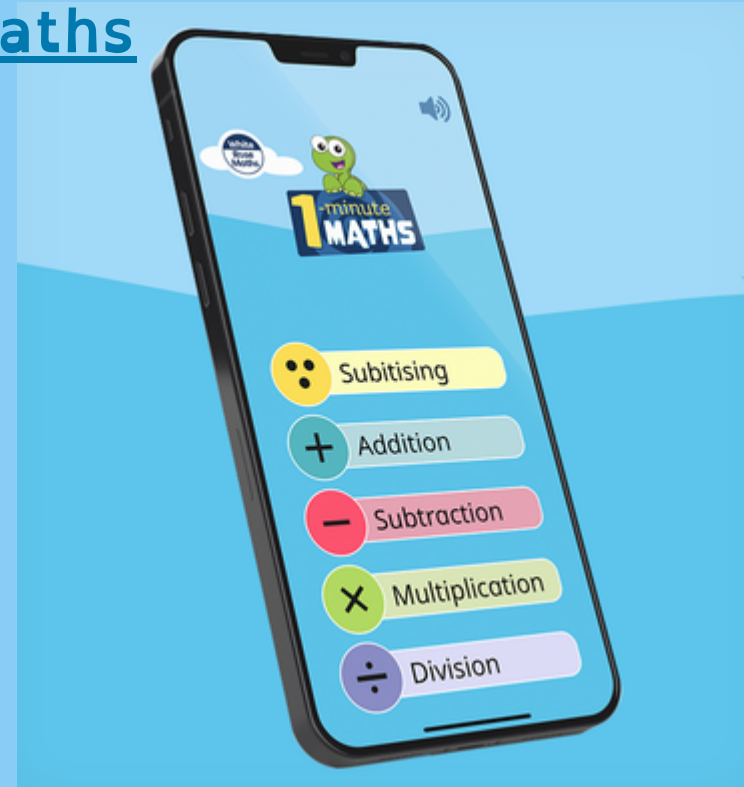 aths
White
Rose
Maths.
1-minute
MATHS
Subitising
Addition
Subtraction
Multiplication
Division